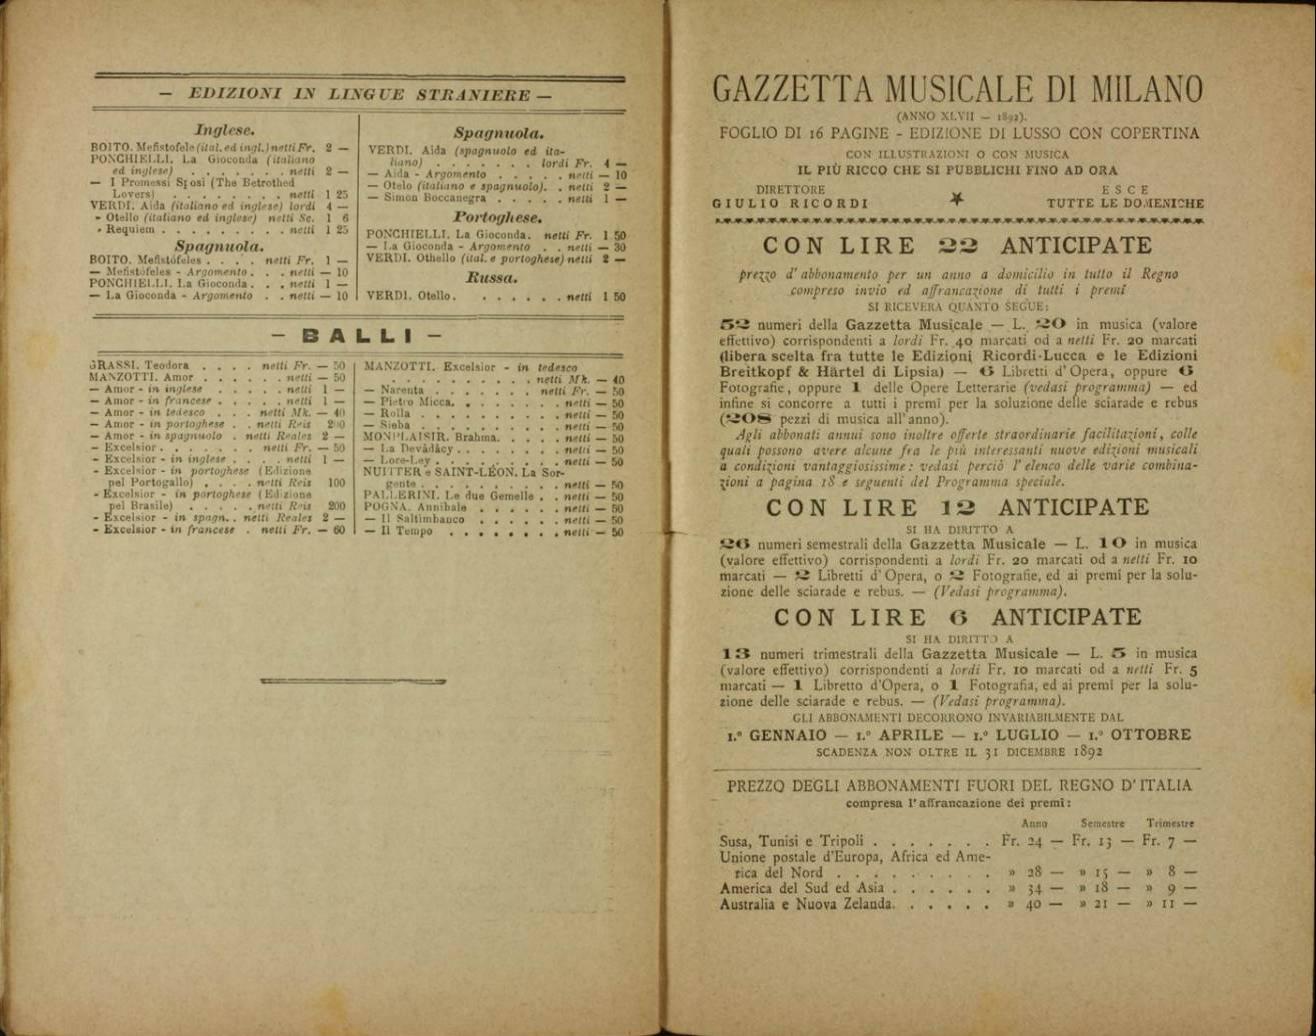 — EDIZIONI IN LINGUE STRANIERE —
Inglese.
BOITO. Mefistofele (ital. ed ingl.) netti Fr. 2 —
PONCHIELLI. La Gioconda (italiano
ed inglese) . . . . . . . netti 2 —
— I Promessi Sposi (The Betrothed
Lovers) . . . . . . . . netti 1 25
VERDI. Aida (italiano ed inglese) lordi 4 —
- Otello (italiano ed inglese) netti Sc. 1 6
- Requiem . . . . . . . . . netti 1 25
Spagnuola.
BOITO. Mefistófeles . . . . netti Fr. 1 —
— Mefistófeles - Argomento . . . netti — 10
PONCHIELLI. La Gioconda . . . netti 1 —
— La Gioconda - Argomento . . netti — 10
Spagnuola.
VERDI. Aida (spagnuolo ed ita-
liano) . . . . . . . lordi Fr. 4 —
— Aida - Argomento . . . . . netti — 10
— Otelo (italiano e spagnuolo). . netti 2 —
— Simon Boccanegra . . . . . netti 1 —
Portoghese.
PONCHIELLI. La Gioconda. netti Fr. 1 50
— La Gioconda - Argomento . . netti — 30
VERDI. Othello (ital. e portoghese) netti 2 —
Russa.
VERDI. Otello . . . . . . . netti 1 50
— BALLI —
GRASSI. Teodora . . . . netti Fr. — 50
MANZOTTI. Amor . . . . . . netti — 50
— Amor - in inglese . . . . . netti 1 —
— Amor - in francese . . . . . netti 1 —
— Amor - in tedesco . . . netti Mk. — 40
— Amor - in portoghese . . netti Reis 200
— Amor - in spagnuolo . netti Reales 2 —
— Excelsior . . . . . . . netti Fr. — 50
— Excelsior - in inglese . . . . netti 1 —
- Excelsior - in portoghese (Edizione
pel Portogallo) . . . . netti Reis 100
- Excelsior - in portoghese (Edizione
pel Brasile) . . . . . netti Reis 200
- Excelsior - in spagn. . netti Reales 2 —
- Excelsior - in francese . netti Fr. — 60
MANZOTTI. Excelsior - in tedesco
. . . . . . . . . . netti Mk. — 40
— Narenta . . . . . . . netti Fr. — 50
— Pietro Micca. . . . . . . netti — 50
— Rolla . . . . . . . . . netti — 50
— Sieba . . . . . . . . . netti — 50
MONPLAISIR. Brahma. . . . . netti — 50
— La Devâdâcy . . . . . . . netti — 50
— Lore-Ley . . . . . . . . . netti — 50
NUITTER e SAINT-LÉON. La Sor-
gente . . . . . . . . . . netti — 50
PALLERINI. Le due Gemelle . . netti — 50
POGNA. Annibale . . . . . . netti — 50
— Il Saltimbanco . . . . . . netti — 50
— Il Tempo . . . . . . . . netti — 50
GAZZETTA MUSICALE DI MILANO
(ANNO XLVII — 1892).
FOGLIO DI 16 PAGINE - EDIZIONE DI LUSSO CON COPERTINA
CON ILLUSTRAZIONI O CON MUSICA
IL PIÙ RICCO CHE SI PUBBLICHI FINO AD ORA
DIRETTORE
GIULIO RICORDI
ESCE
TUTTE LE DOMENICHE
CON LIRE 22 ANTICIPATE
prezzo d'abbonamento per un anno a domicilio in tutto il Regno
compreso invio ed affrancazione di tutti i premi
SI RICEVERÀ QUANTO SEGUE:
52 numeri della Gazzetta Musicale — L. 20 in musica (valore
effettivo) corrispondenti a lordi Fr. 40 marcati od a netti Fr. 20 marcati
(libera scelta fra tutte le Edizioni Ricordi-Lucca e le Edizioni
Breitkopf & Härtel di Lipsia) — 6 Libretti d'Opera, oppure 6
Fotografie, oppure 1 delle Opere Letterarie (vedasi programma) — ed
infine si concorre a tutti i premî per la soluzione delle sciarade e rebus
(208 pezzi di musica all'anno).
Agli abbonati annui sono inoltre offerte straordinarie facilitazioni, colle
quali possono avere alcune fra le più interessanti nuove edizioni musicali
a condizioni vantaggiosissime: vedasi perciò l'elenco delle varie combina-
zioni a pagina 18 e seguenti del Programma speciale.
CON LIRE 12 ANTICIPATE
SI HA DIRITTO A
26 numeri semestrali della Gazzetta Musicale — L. 10 in musica
(valore effettivo) corrispondenti a lordi Fr. 20 marcati od a netti Fr. 10
marcati — 2 Libretti d'Opera, o 2 Fotografie, ed ai premî per la solu-
zione delle sciarade e rebus. — (Vedasi programma).
CON LIRE 6 ANTICIPATE
SI HA DIRITTO A
13 numeri trimestrali della Gazzetta Musicale — L. 5 in musica
(valore effettivo) corrispondenti a lordi Fr. 10 marcati od a netti Fr. 5
marcati — 1 Libretto d'Opera, o 1 Fotografia, ed ai premî per la solu-
zione delle sciarade e rebus. — (Vedasi programma).
GLI ABBONAMENTI DECORRONO INVARIABILMENTE DAL
1.° GENNAIO — 1.° APRILE — 1.° LUGLIO — 1.° OTTOBRE
SCADENZA NON OLTRE IL 31 DICEMBRE 1892
PREZZO DEGLI ABBONAMENTI FUORI DEL REGNO D'ITALIA
compresa l'affrancazione dei premî:
Anno Semestre Trimestre
Susa, Tunisi e Tripoli . . . . . . . Fr. 24 — Fr. 13 — Fr. 7 —
Unione postale d'Europa, Africa ed Ame-
rica del Nord . . . . . . . . . » 28 — » 15 — » 8 —
America del Sud ed Asia . . . . . . » 34 — » 18 — » 9 —
Australia e Nuova Zelanda. . . . . . » 40 — » 21 — » 11 —